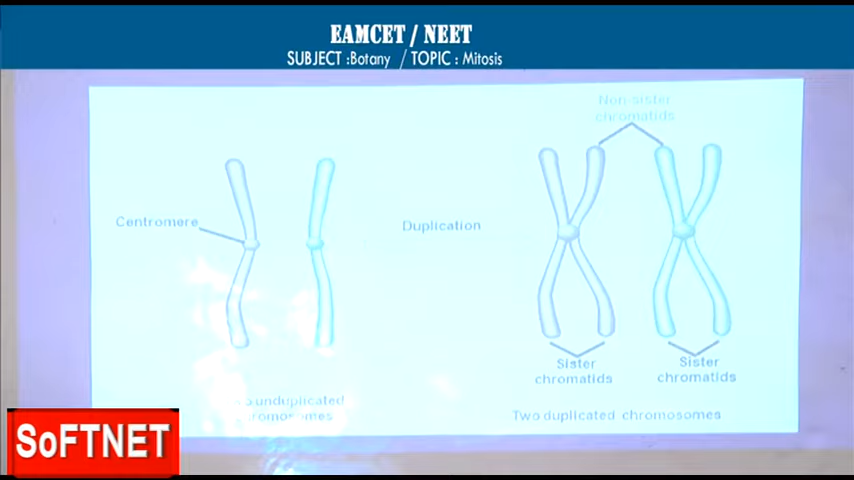 EAMCET / NEET
SUBJECT :Botany / TOPIC : Mitosis
Non-sister
chromatids
Centromere
Duplication
Sister
chromatids
Sister
chromatids
unduplicated
Two duplicated chromosomes
SoFTNET